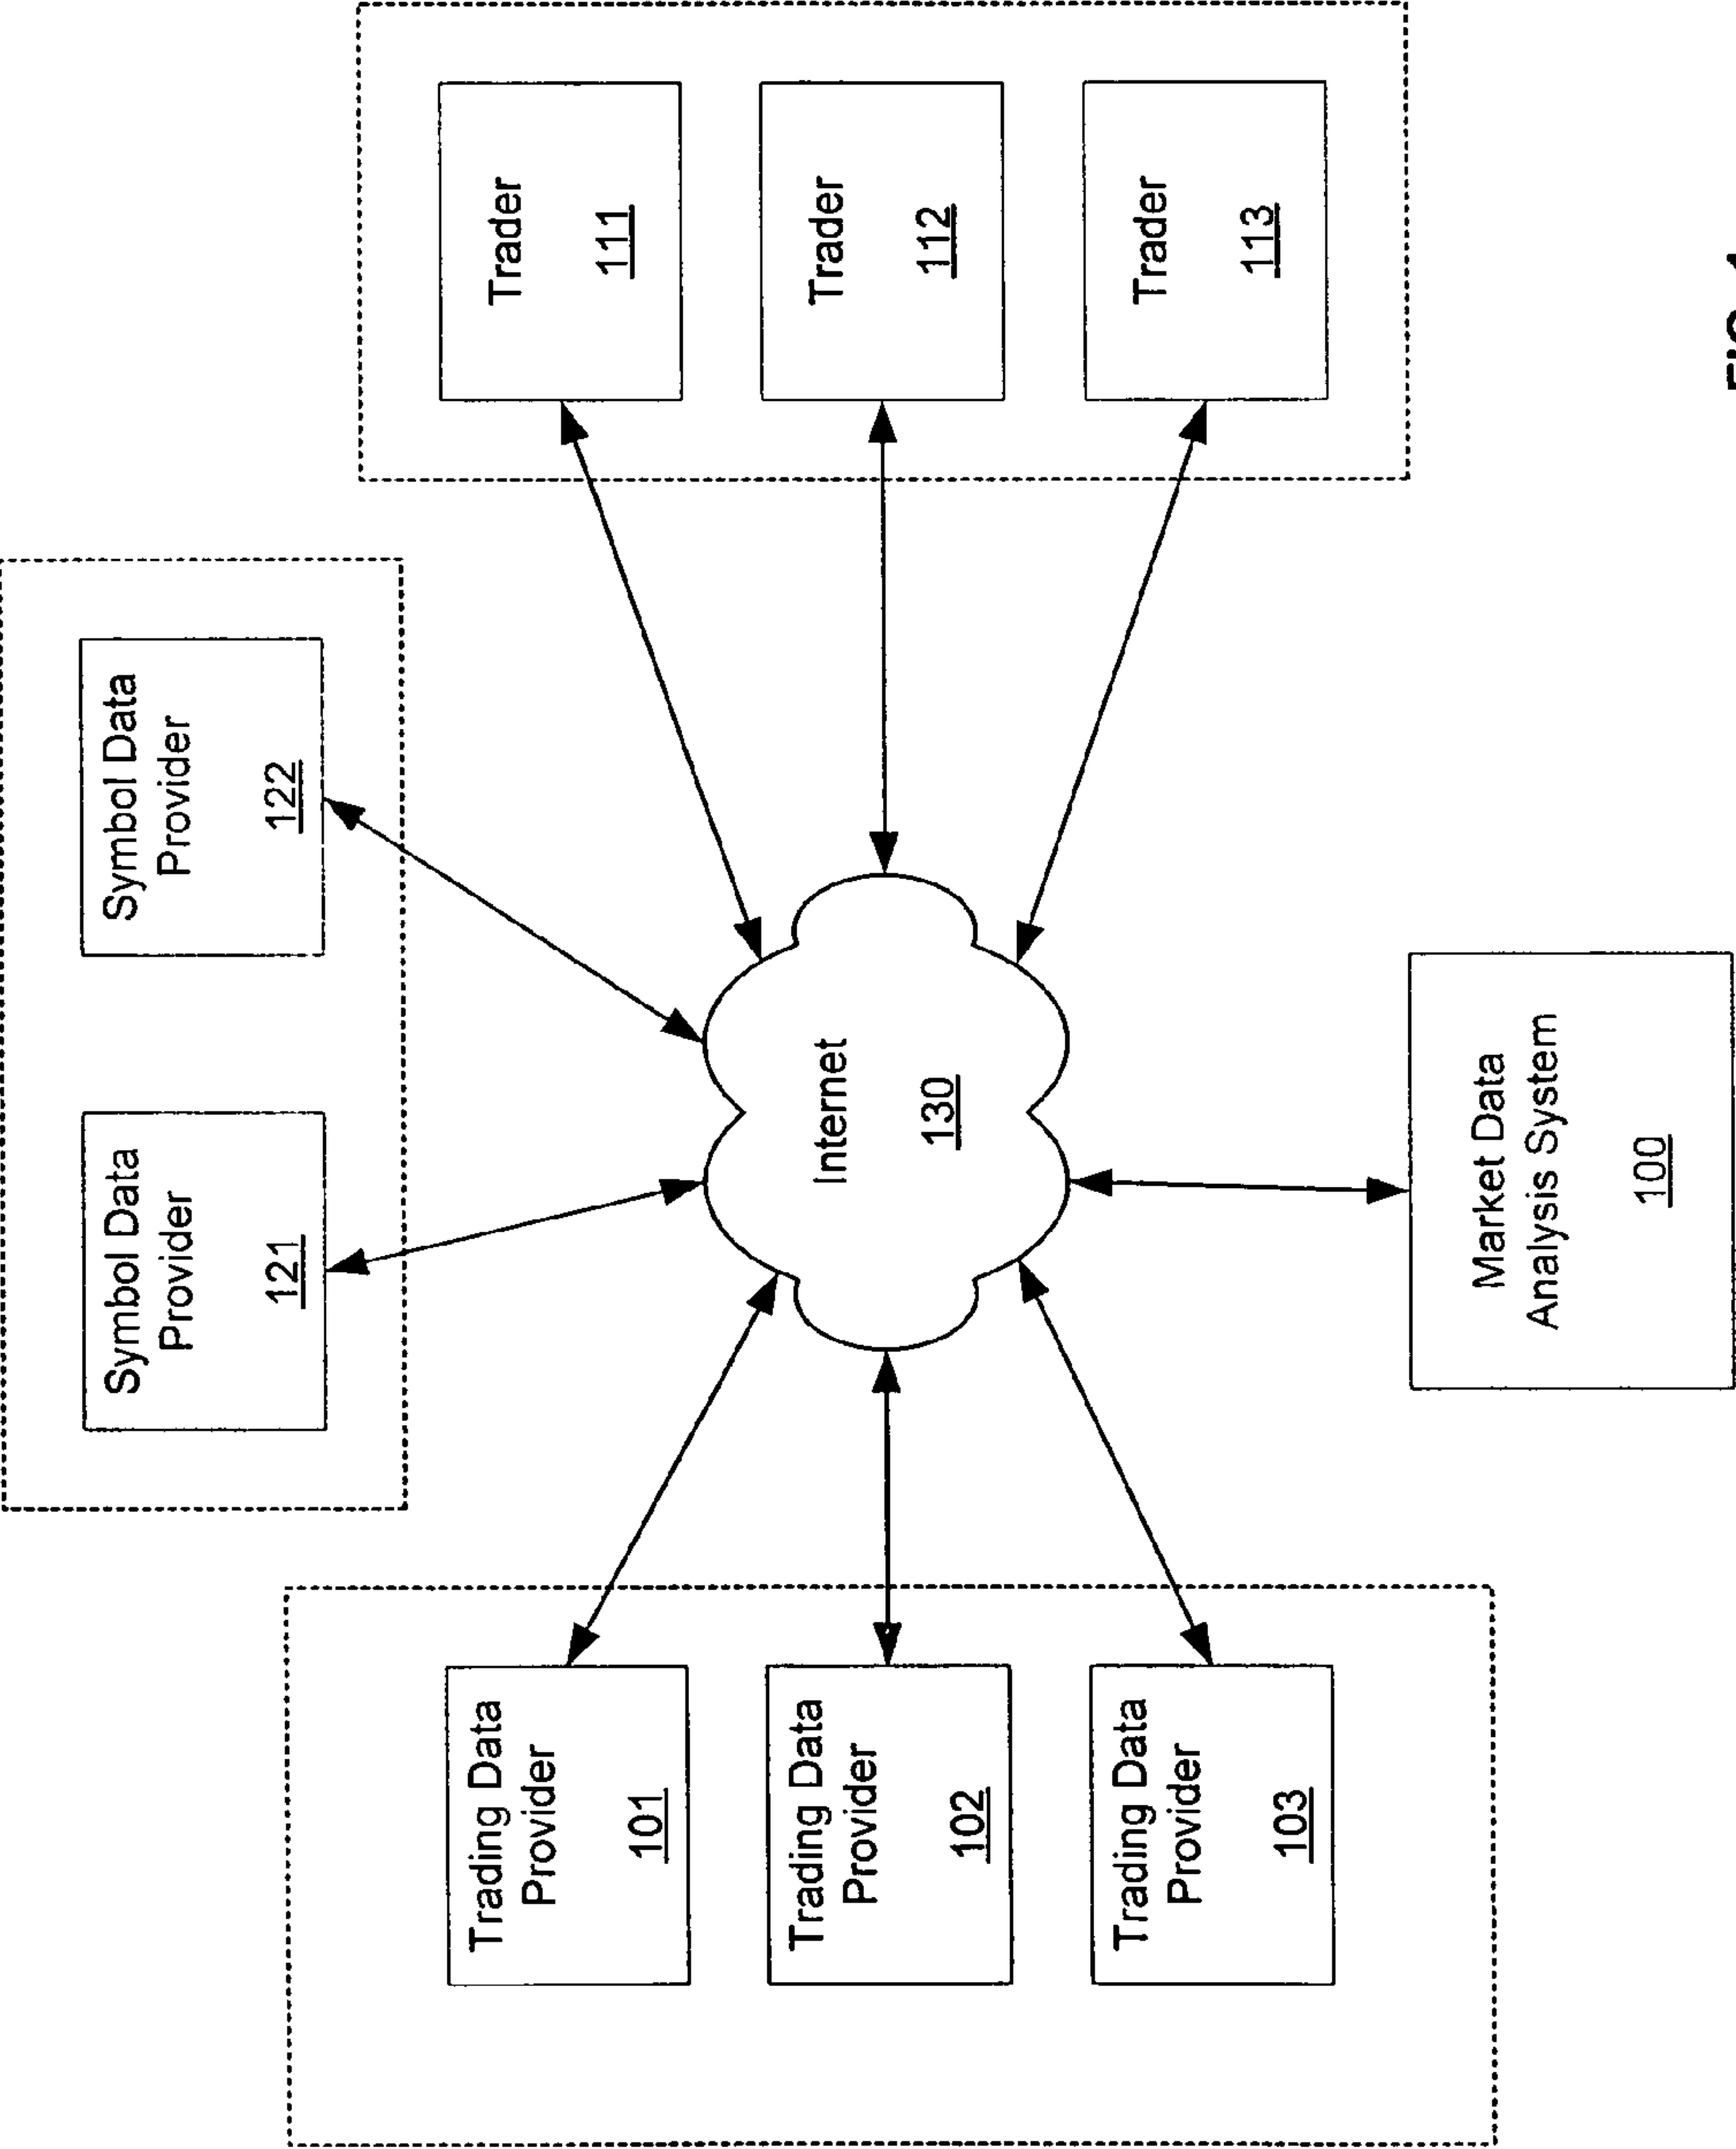 Symbol Data
Provider
121
Symbol Data
Provider
122
Trading Data
Provider
101
Trading Data
Provider
102
Trading Data
Provider
103
Internet
130
Trader
111
Trader
112
Trader
113
Market Data
Analysis System
100